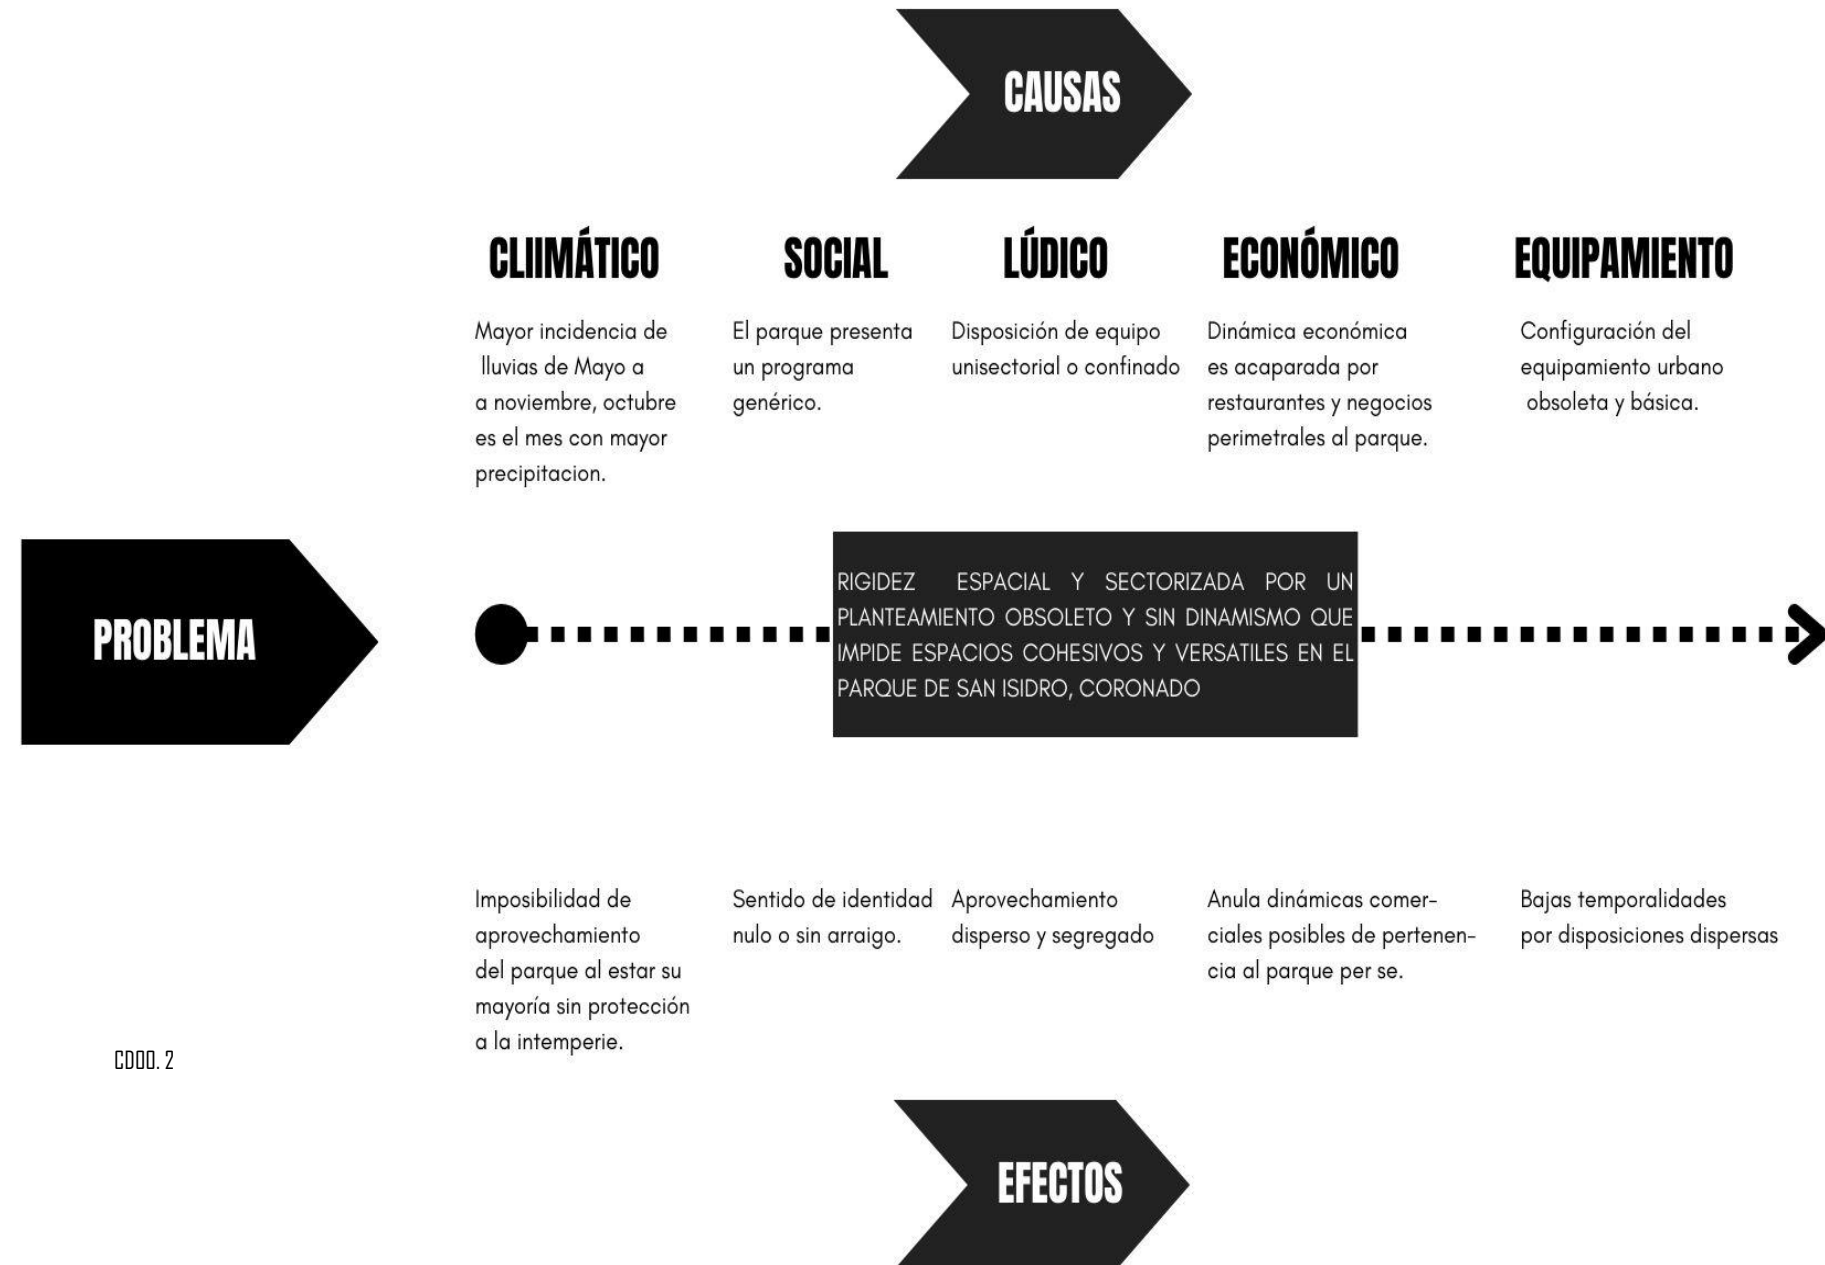 CAUSAS
CLIIMÁTICO
Mayor incidencia de
lluvias de Mayo a
a noviembre, octubre
es el mes con mayor
precipitacion.
SOCIAL
El parque presenta
un programa
genérico.
LÚDICO
Disposición de equipo
unisectorial o confinado
ECONÓMICO
Dinámica económica
es acaparada por
restaurantes y negocios
perimetrales al parque.
EQUIPAMIENTO
Configuración del
equipamiento urbano
obsoleta y básica.
PROBLEMA
RIGIDEZ ESPACIAL Y SECTORIZADA POR UN
PLANTEAMIENTO OBSOLETO Y SIN DINAMISMO QUE
IMPIDE ESPACIOS COHESIVOS Y VERSATILES EN EL
PARQUE DE SAN ISIDRO, CORONADO
Imposibilidad de
aprovechamiento
del parque al estar su
mayoría sin protección
a la intemperie.
Sentido de identidad
nulo o sin arraigo.
Aprovechamiento
disperso y segregado
Anula dinámicas comer-
ciales posibles de pertenen-
cia al parque per se.
Bajas temporalidades
por disposiciones dispersas
CDOO. 2
EFECTOS